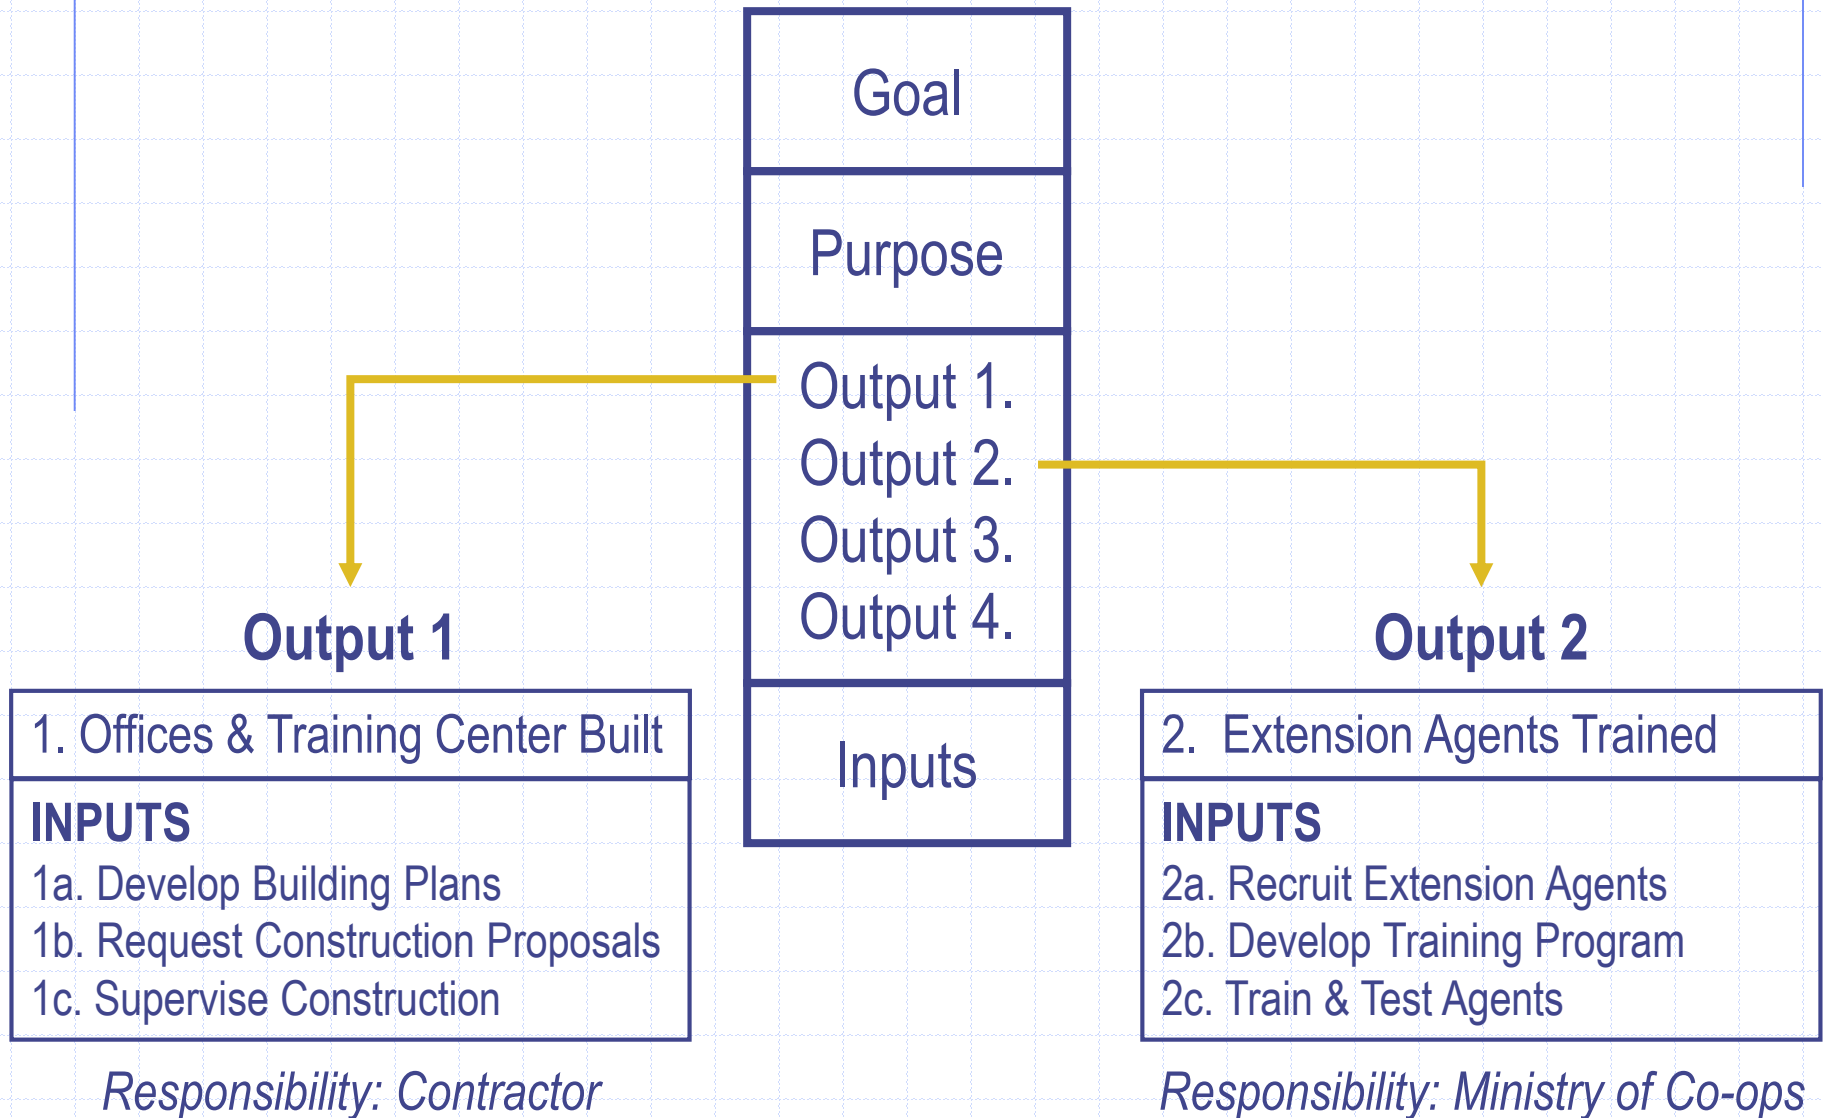 Goal
Purpose
Output 1.
Output 2.
Output 3.
Output 4.
Inputs
Output 1
1. Offices & Training Center Built
INPUTS
1a. Develop Building Plans
1b. Request Construction Proposals
1c. Supervise Construction
Responsibility: Contractor
Output 2
2. Extension Agents Trained
INPUTS
2a. Recruit Extension Agents
2b. Develop Training Program
2c. Train & Test Agents
Responsibility: Ministry of Co-ops